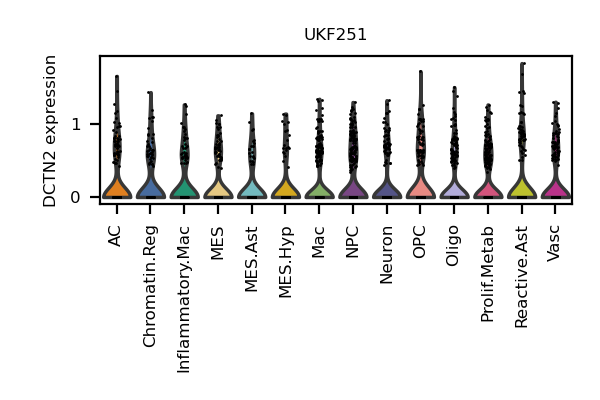 UKF251
DCTN2 expression
1
0
AC
Chromatin.Reg
Inflammatory.Mac
MES
MES.Ast
MES.Hyp
Mac
NPC
Neuron
OPC
Oligo
Prolif.Metab
Reactive.Ast
Vasc